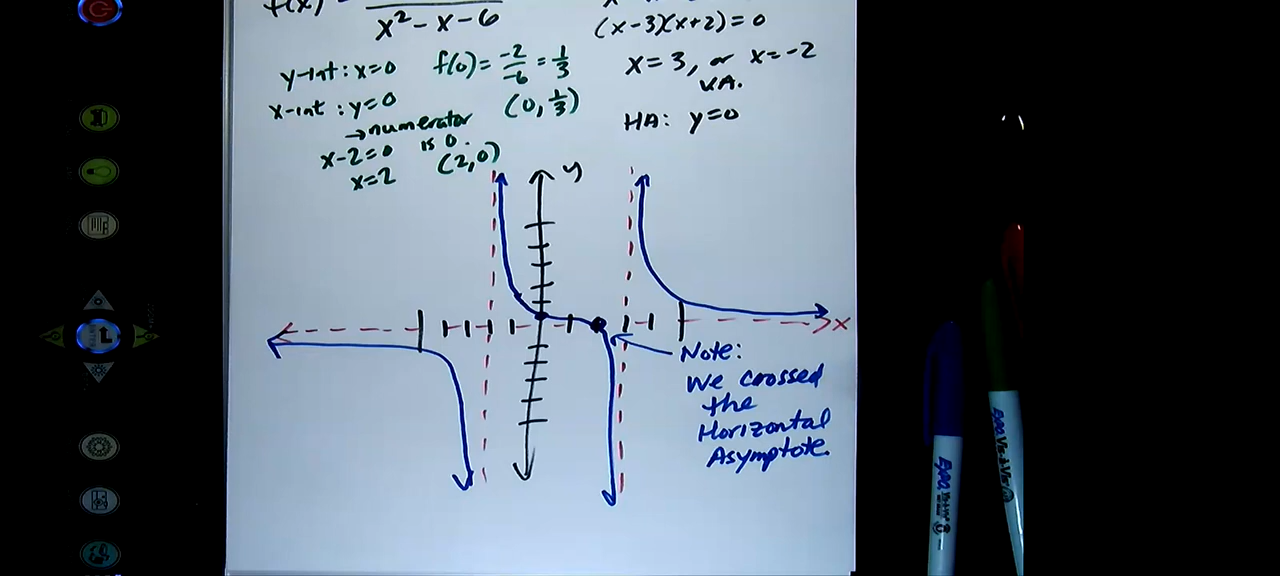 f(x) =
x² - x - 6
(x-3)(x+2) = 0
y-int: x=0 f(0) = -2/-6 = 1/3
x = 3, or x = -2
V.A.
x-int: y=0
(0, 1/3)
HA: y=0
→ numerator
is 0.
x-2=0
(2,0)
x=2
y
x
Note:
We crossed
the
Horizontal
Asymptote.
EXPO
EXPO